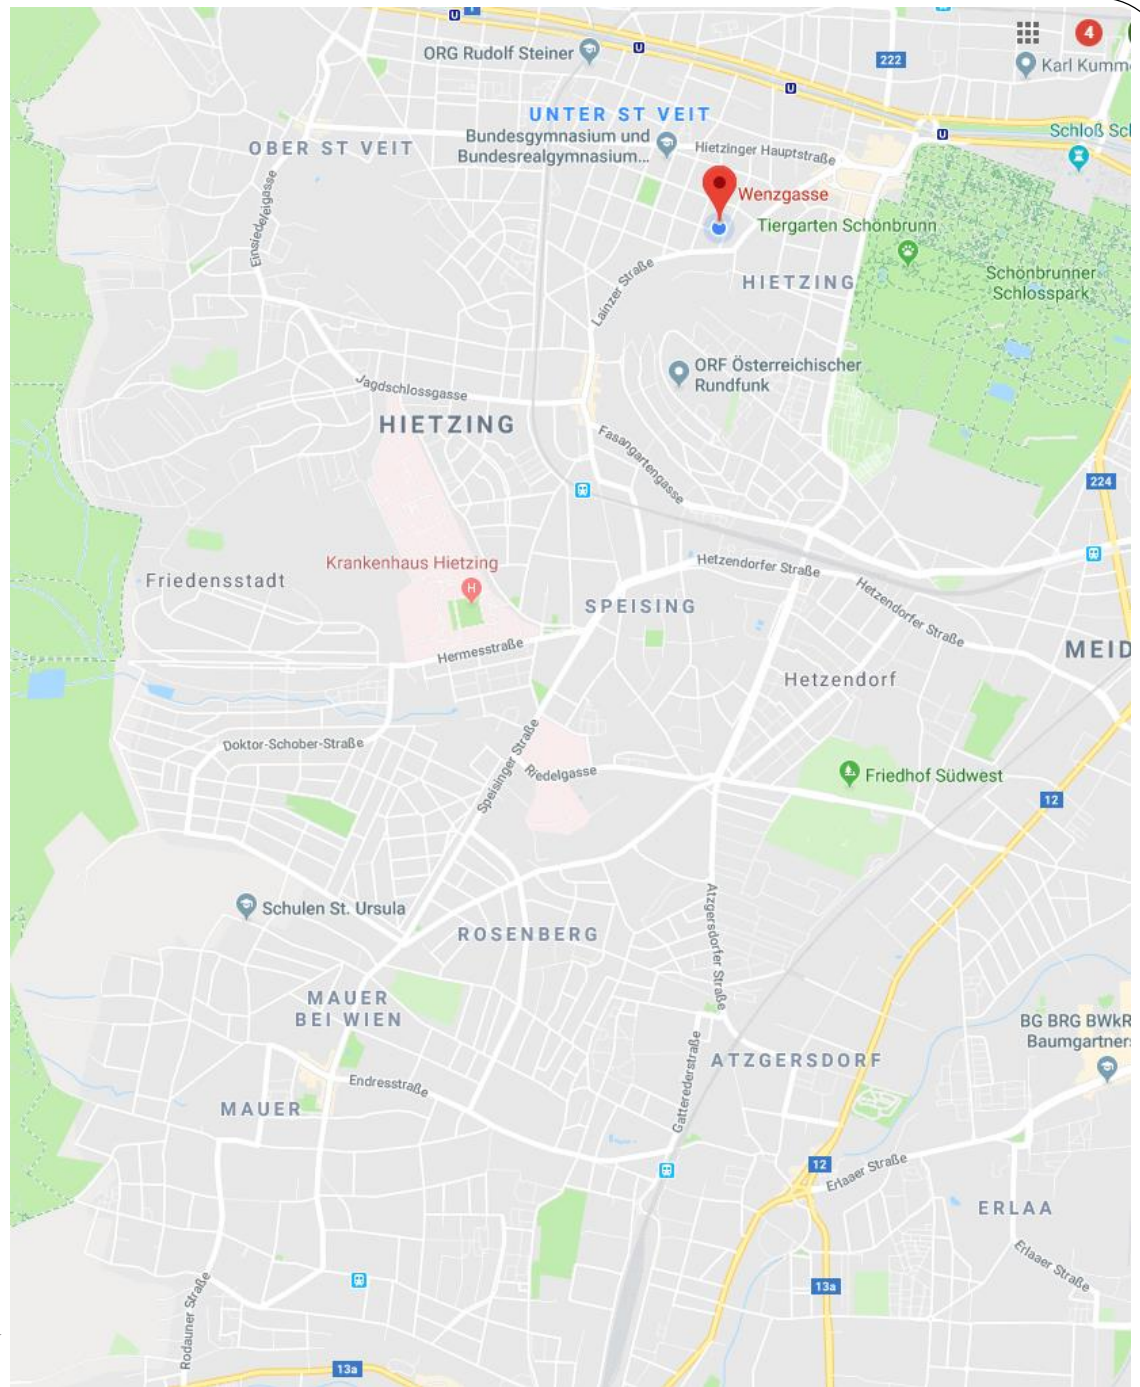 1
U
ORG Rudolf Steiner
U
222
4
Karl Kumme
U
UNTER ST VEIT
Bundesgymnasium und
Bundesrealgymnasium...
OBER ST VEIT
Hietzinger Hauptstraße
U
Schloß Sch
Wenzgasse
Einsiedeleigasse
Tiergarten Schönbrunn
Lainzer Straße
HIETZING
Schönbrunner
Schlosspark
ORF Österreichischer
Rundfunk
Jagdschlossgasse
HIETZING
Fasangartengasse
224
Krankenhaus Hietzing
H
Friedensstadt
Hetzendorfer Straße
Hetzendorfer Straße
SPEISING
Hermesstraße
MEID
Hetzendorf
Doktor-Schober-Straße
Speisinger Straße
Riedelgasse
Friedhof Südwest
12
Schulen St. Ursula
Atzgersdorfer Straße
ROSENBERG
MAUER
BEI WIEN
BG BRG BWkR
Baumgartners
Gatterederstraße
ATZGERSDORF
Endresstraße
MAUER
12
Erlaaer Straße
ERLAA
Erlaaer Straße
Rodauner Straße
13a
13a